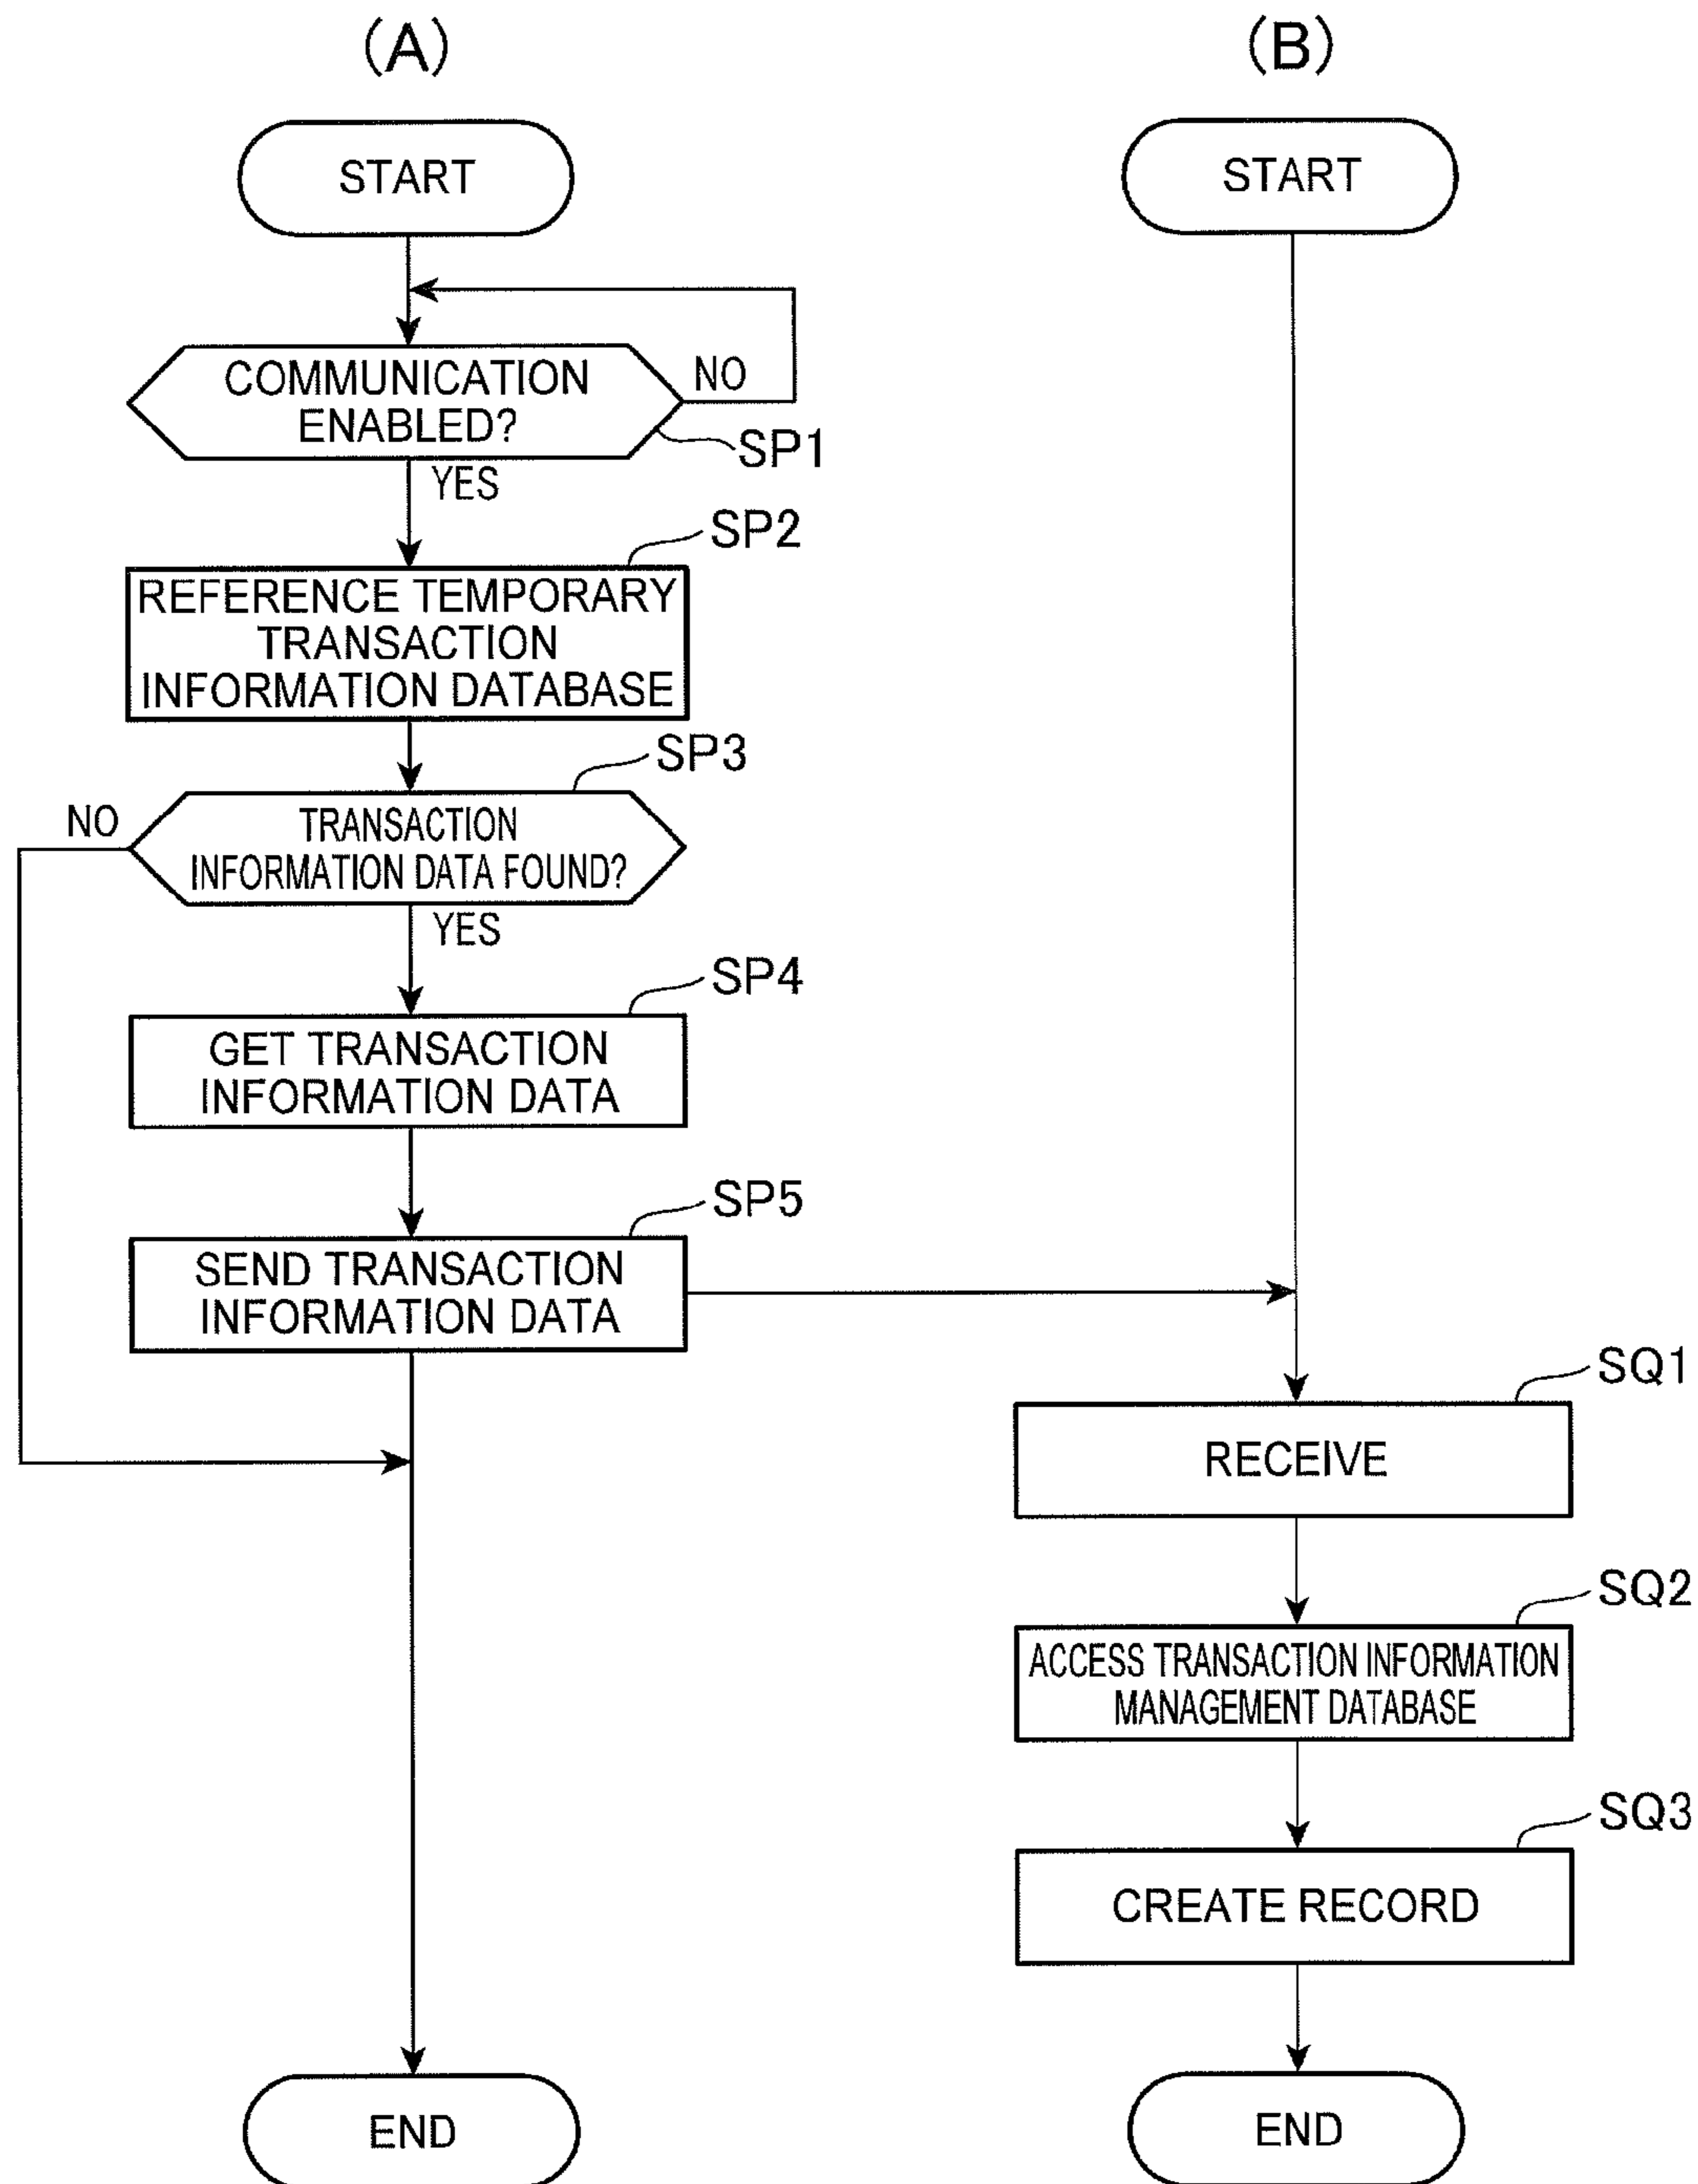 (A)
START
COMMUNICATION
ENABLED?
NO
SP1
YES
SP2
REFERENCE TEMPORARY
TRANSACTION
INFORMATION DATABASE
SP3
NO
TRANSACTION
INFORMATION DATA FOUND?
YES
SP4
GET TRANSACTION
INFORMATION DATA
SP5
SEND TRANSACTION
INFORMATION DATA
END
(B)
START
SQ1
RECEIVE
SQ2
ACCESS TRANSACTION INFORMATION
MANAGEMENT DATABASE
SQ3
CREATE RECORD
END